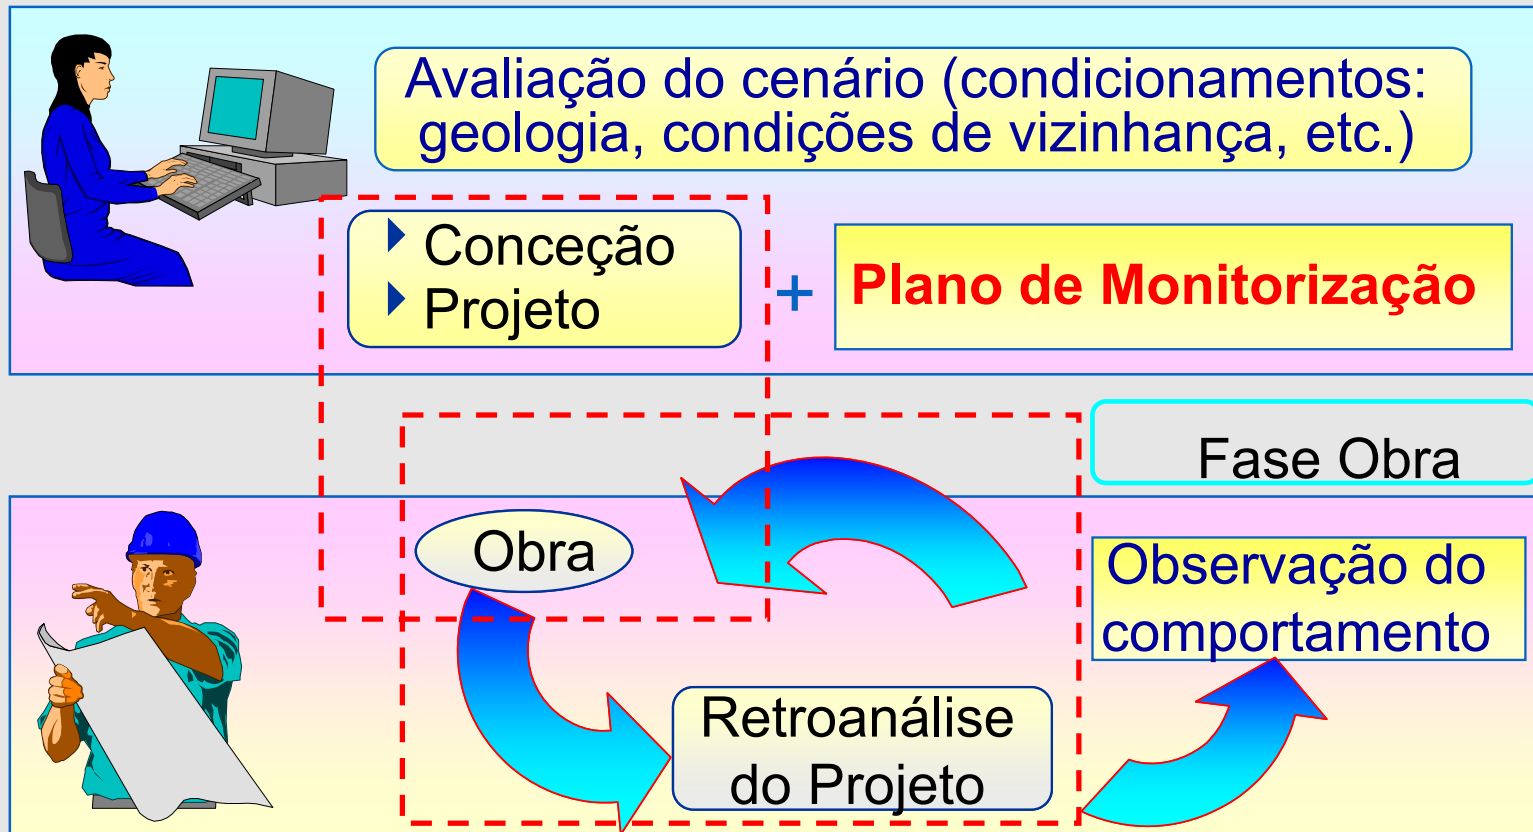 Avaliação do cenário (condicionamentos:
geologia, condições de vizinhança, etc.)
Conceção
Projeto
+
Plano de Monitorização
Fase Obra
Obra
Observação do
comportamento
Retroanálise
do Projeto